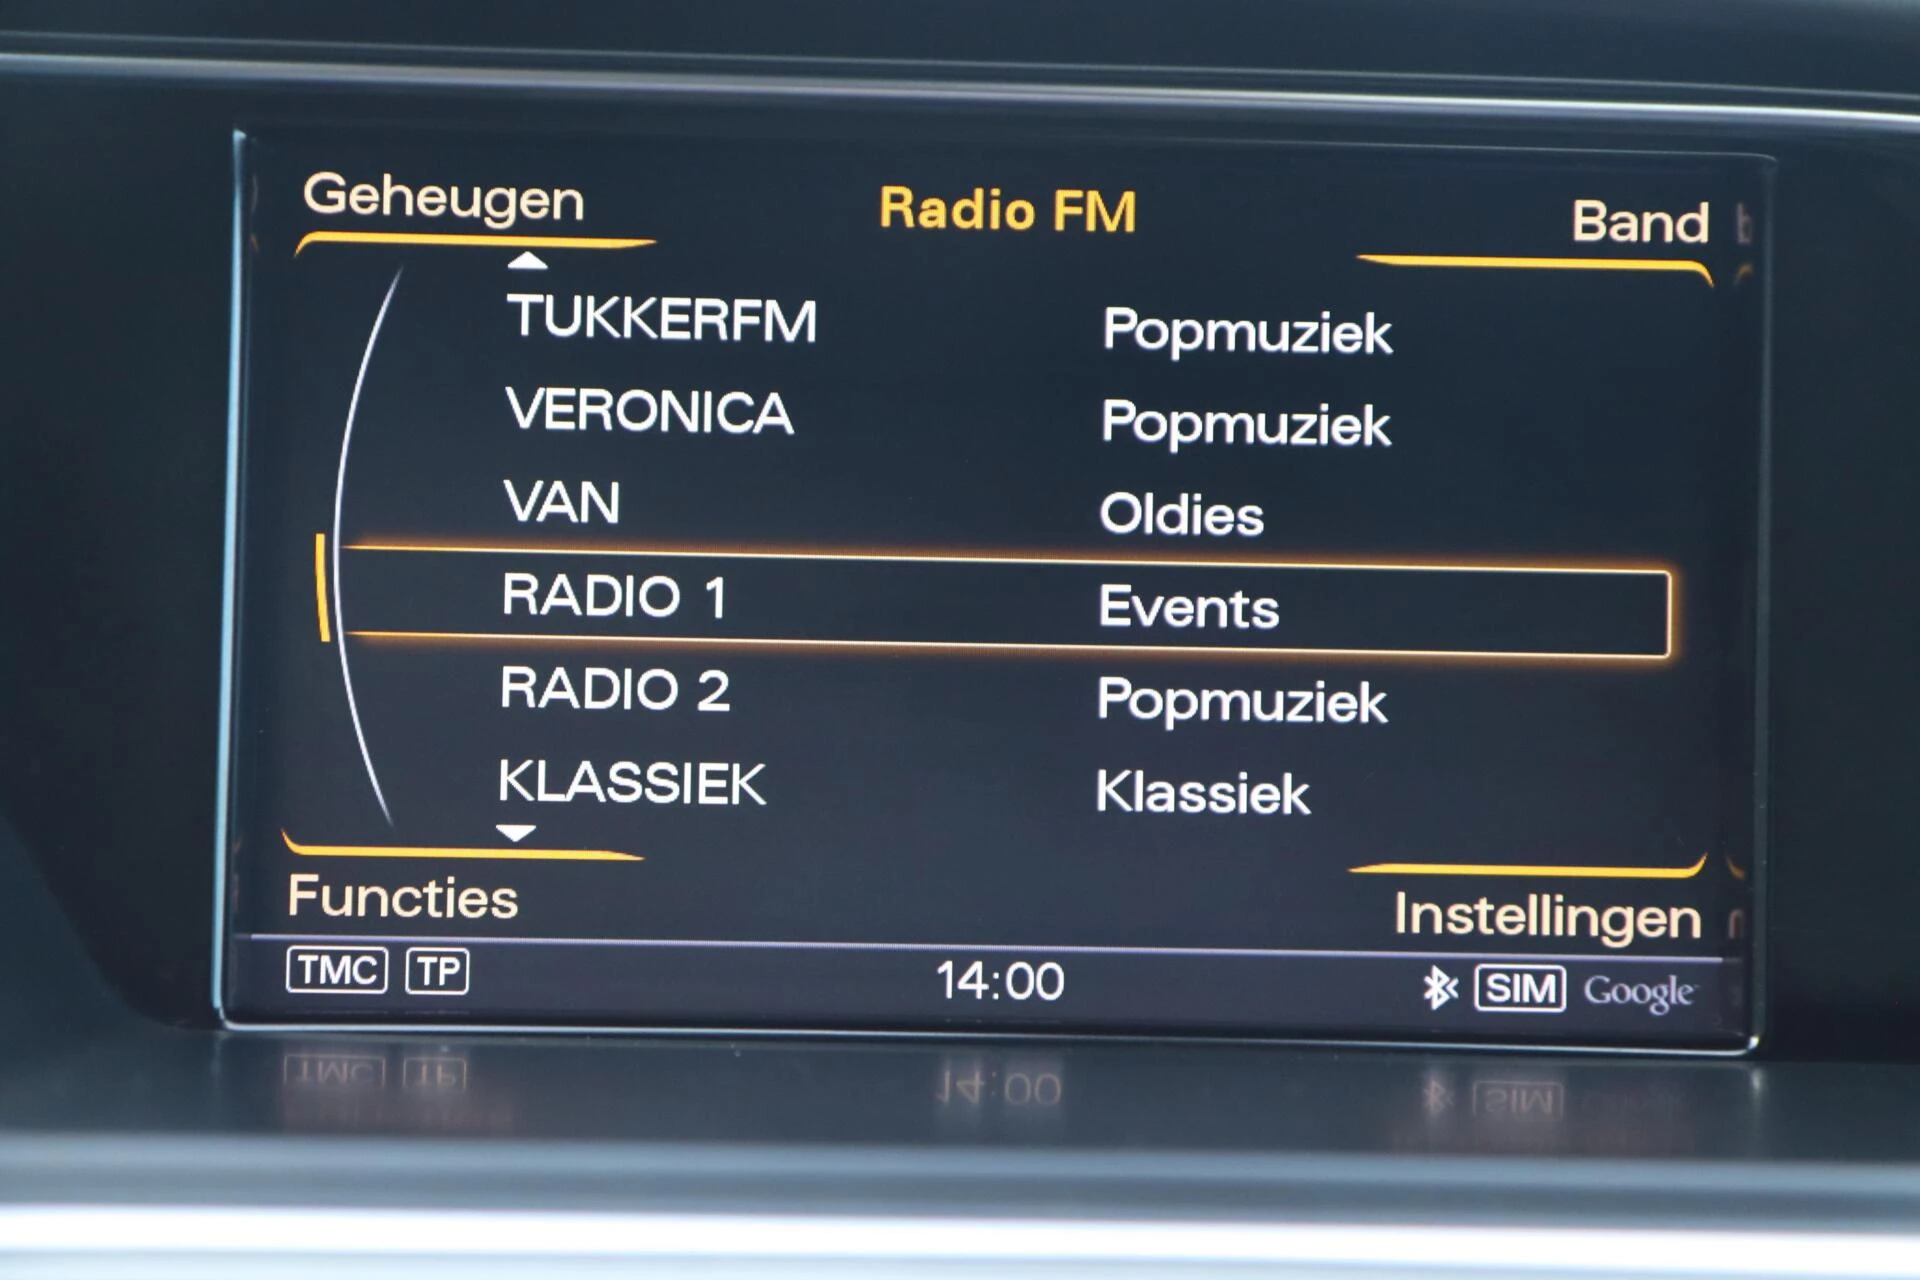 Geheugen Radio FM Band
TUKKERFM Popmuziek
VERONICA Popmuziek
VAN Oldies
RADIO 1 Events
RADIO 2 Popmuziek
KLASSIEK Klassiek
Functies Instellingen
TMC TP 14:00 SIM Google